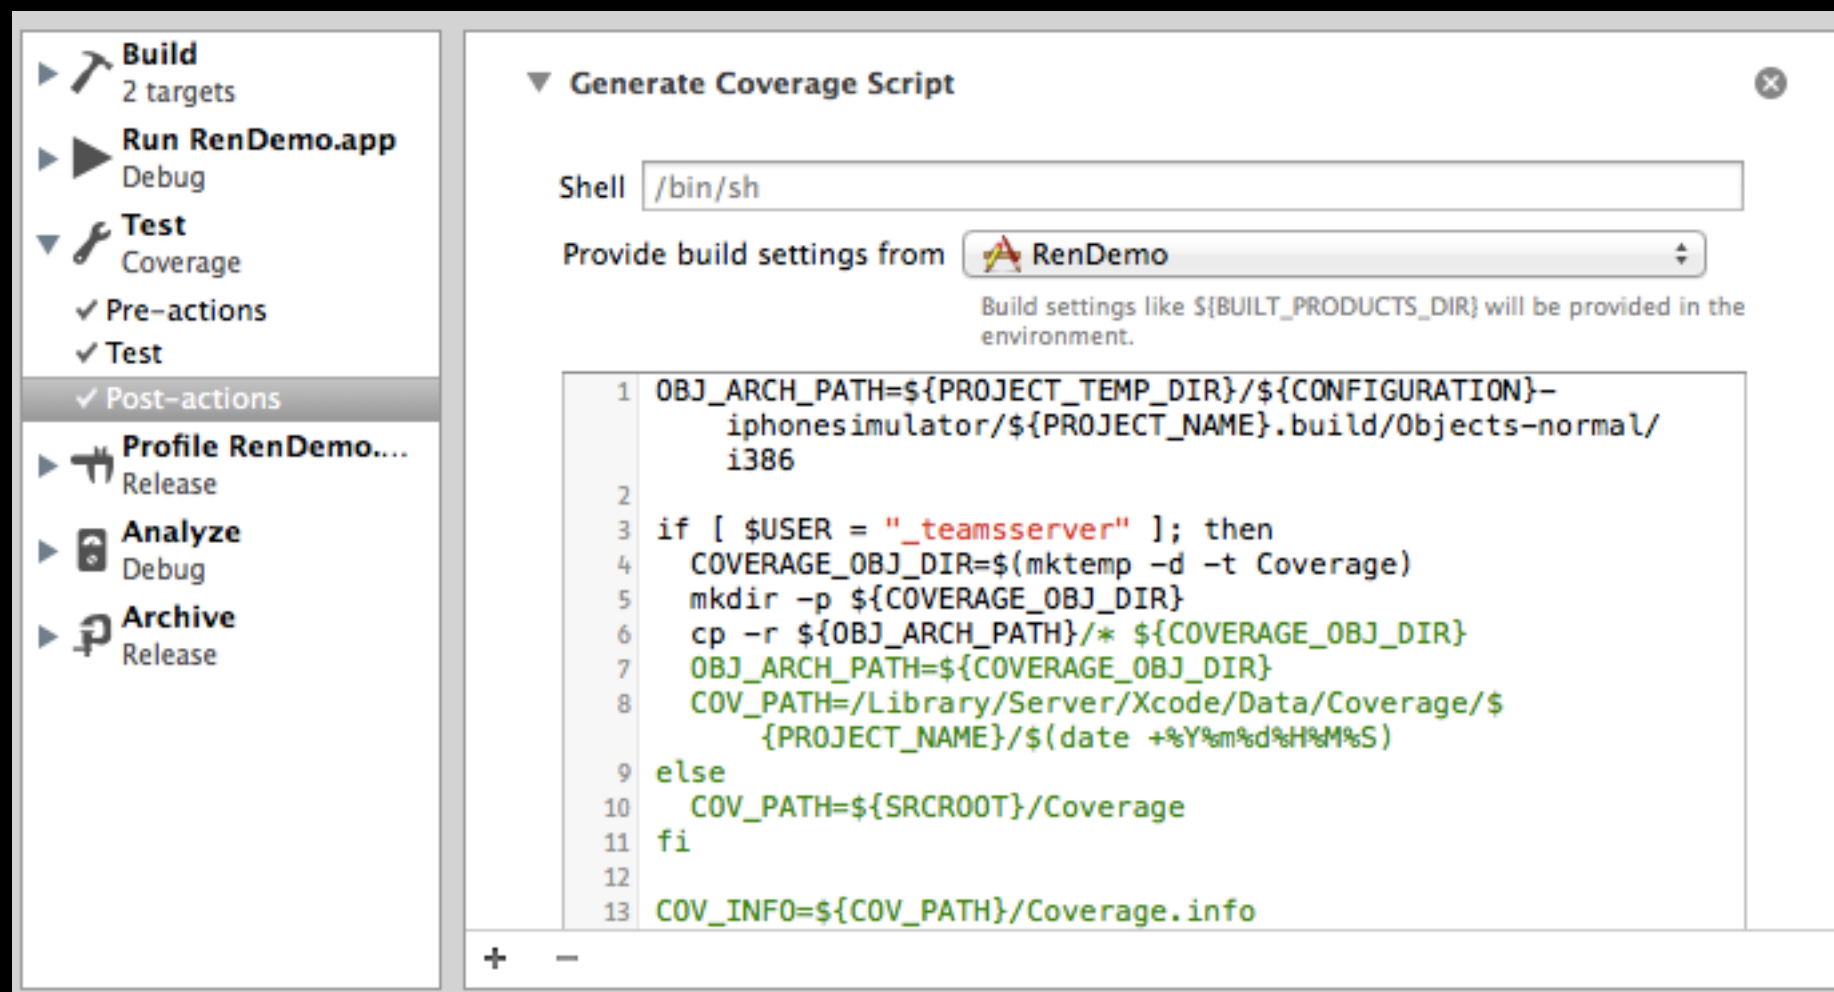 Build
2 targets
Run RenDemo.app
Debug
Test
Coverage
Pre-actions
Test
Post-actions
Profile RenDemo....
Release
Analyze
Debug
Archive
Release
Generate Coverage Script
Shell /bin/sh
Provide build settings from RenDemo
Build settings like ${BUILT_PRODUCTS_DIR} will be provided in the
environment.
1 OBJ_ARCH_PATH=${PROJECT_TEMP_DIR}/${CONFIGURATION}-
iphonesimulator/${PROJECT_NAME}.build/Objects-normal/
i386
2
3 if [ $USER = "_teamsserver" ]; then
4 COVERAGE_OBJ_DIR=$(mktemp -d -t Coverage)
5 mkdir -p ${COVERAGE_OBJ_DIR}
6 cp -r ${OBJ_ARCH_PATH}/* ${COVERAGE_OBJ_DIR}
7 OBJ_ARCH_PATH=${COVERAGE_OBJ_DIR}
8 COV_PATH=/Library/Server/Xcode/Data/Coverage/$
{PROJECT_NAME}/$(date +%Y%m%d%H%M%S)
9 else
10 COV_PATH=${SRCROOT}/Coverage
11 fi
12
13 COV_INFO=${COV_PATH}/Coverage.info